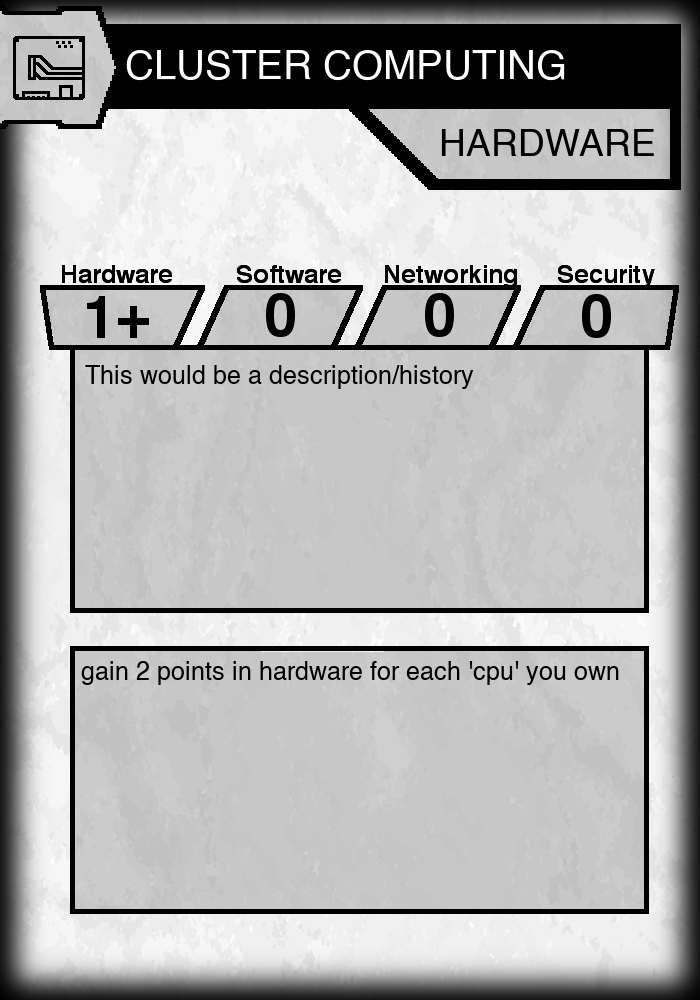 CLUSTER COMPUTING
HARDWARE
Hardware Software Networking Security
1+ 0 0 0
This would be a description/history
gain 2 points in hardware for each 'cpu' you own